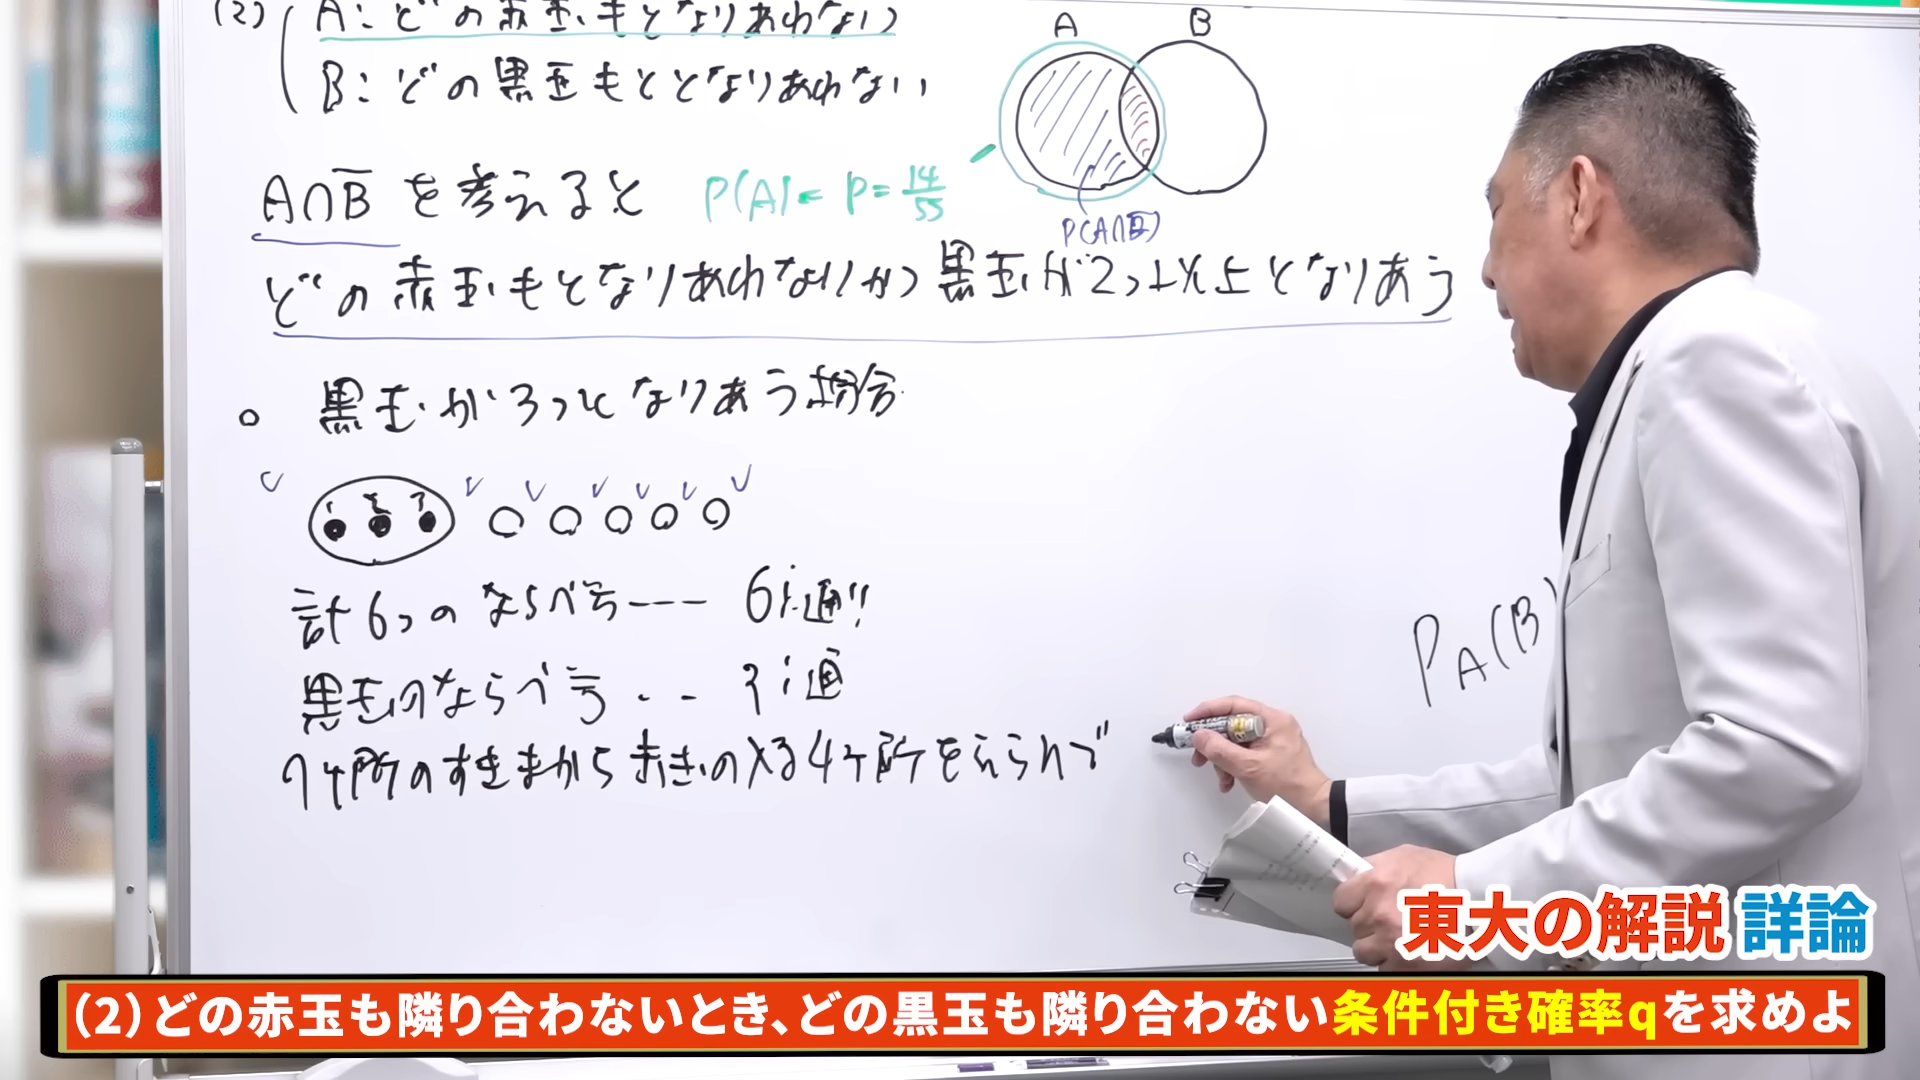 (2) A:どの赤玉もとなりあわない
B:どの黒玉もとなりあわない
A B
A∩B̅ を考えると P(A)=p=14/55
P(A∩B̅)
どの赤玉もとなりあわないかつ黒玉が2つ以上となりあう
○ 黒玉が3つとなりあう場合
1 2 3
計6つのならべ方--- 6!通!!
黒玉のならべ方‥ 3!通
7ヶ所のすきまから赤玉の入る4ヶ所をえらんで
P_A(B)
東大の解説 詳論
(2)どの赤玉も隣り合わないとき、どの黒玉も隣り合わない条件付き確率qを求めよ